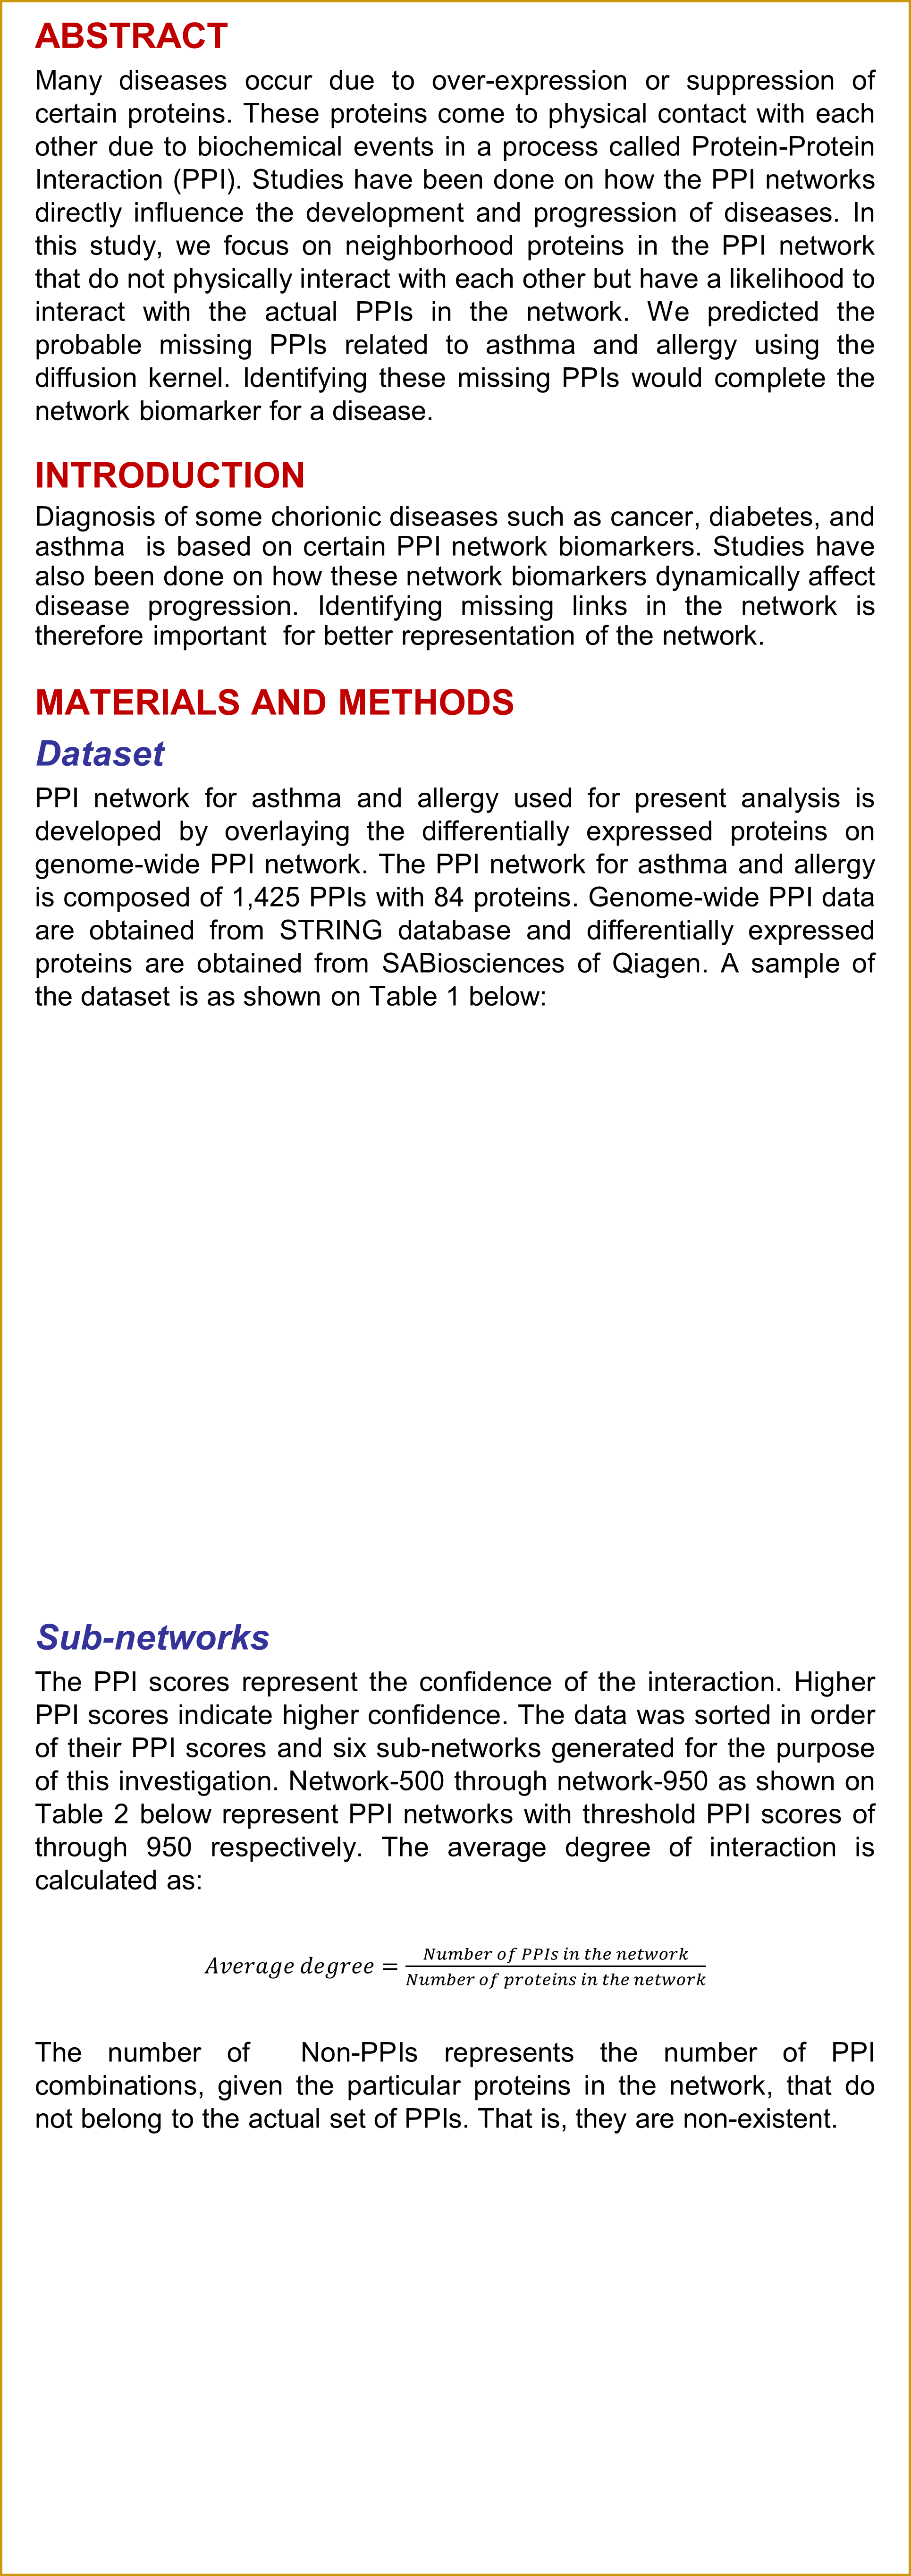 ABSTRACT
Many diseases occur due to over-expression or suppression of
certain proteins. These proteins come to physical contact with each
other due to biochemical events in a process called Protein-Protein
Interaction (PPI). Studies have been done on how the PPI networks
directly influence the development and progression of diseases. In
this study, we focus on neighborhood proteins in the PPI network
that do not physically interact with each other but have a likelihood to
interact with the actual PPIs in the network. We predicted the
probable missing PPIs related to asthma and allergy using the
diffusion kernel. Identifying these missing PPIs would complete the
network biomarker for a disease.
INTRODUCTION
Diagnosis of some chorionic diseases such as cancer, diabetes, and
asthma is based on certain PPI network biomarkers. Studies have
also been done on how these network biomarkers dynamically affect
disease progression. Identifying missing links in the network is
therefore important for better representation of the network.
MATERIALS AND METHODS
Dataset
PPI network for asthma and allergy used for present analysis is
developed by overlaying the differentially expressed proteins on
genome-wide PPI network. The PPI network for asthma and allergy
is composed of 1,425 PPIs with 84 proteins. Genome-wide PPI data
are obtained from STRING database and differentially expressed
proteins are obtained from SABiosciences of Qiagen. A sample of
the dataset is as shown on Table 1 below:
Sub-networks
The PPI scores represent the confidence of the interaction. Higher
PPI scores indicate higher confidence. The data was sorted in order
of their PPI scores and six sub-networks generated for the purpose
of this investigation. Network-500 through network-950 as shown on
Table 2 below represent PPI networks with threshold PPI scores of
through 950 respectively. The average degree of interaction is
calculated as:
Average degree = Number of PPIs in the network / Number of proteins in the network
The number of Non-PPIs represents the number of PPI
combinations, given the particular proteins in the network, that do
not belong to the actual set of PPIs. That is, they are non-existent.